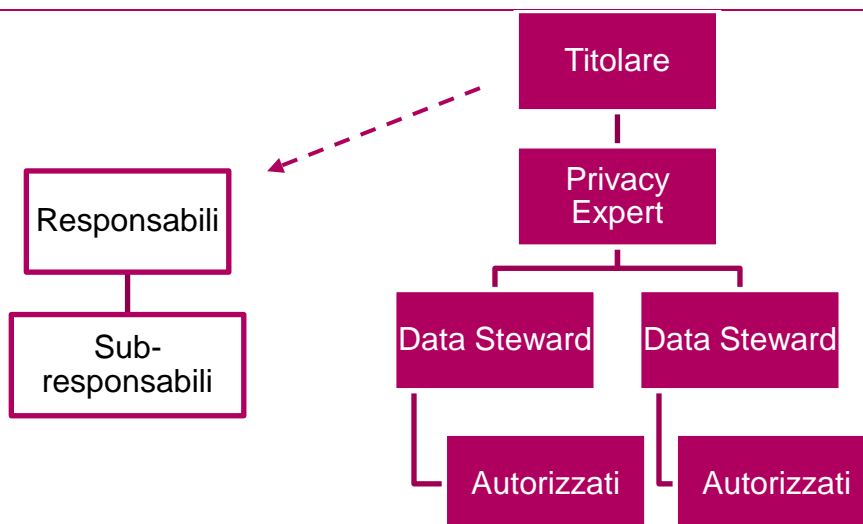 Titolare
Privacy
Expert
Responsabili
Sub-
responsabili
Data Steward
Data Steward
Autorizzati
Autorizzati